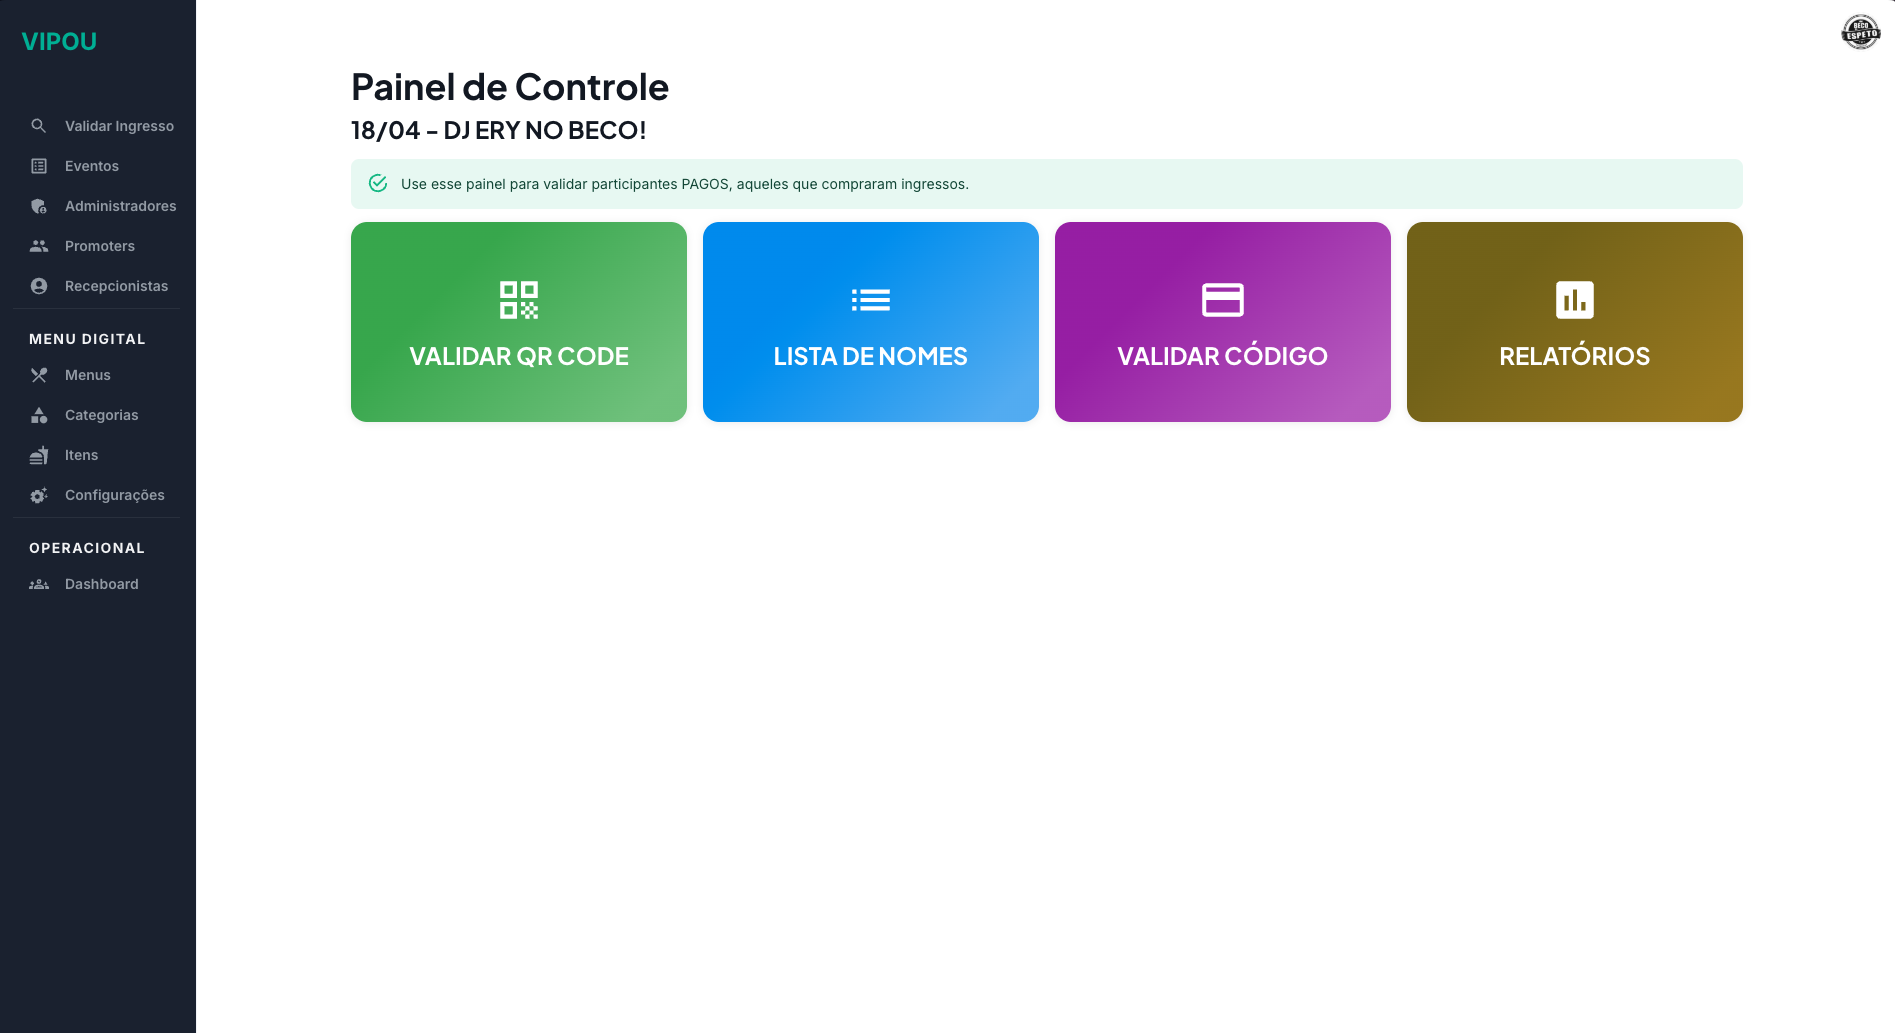 VIPOU
Validar Ingresso
Eventos
Administradores
Promoters
Recepcionistas
MENU DIGITAL
Menus
Categorias
Itens
Configurações
OPERACIONAL
Dashboard
BECO
ESPETO
Painel de Controle
18/04 – DJ ERY NO BECO!
Use esse painel para validar participantes PAGOS, aqueles que compraram ingressos.
VALIDAR QR CODE
LISTA DE NOMES
VALIDAR CÓDIGO
RELATÓRIOS